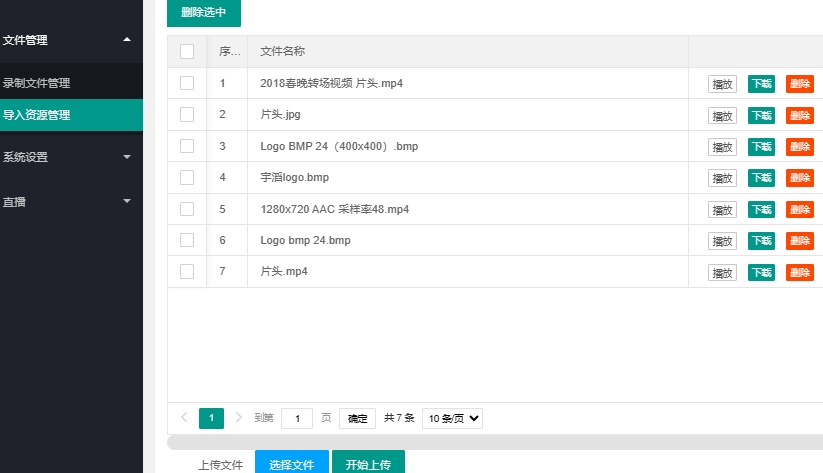 删除选中
文件管理
录制文件管理
导入资源管理
系统设置
直播
序... 文件名称
1 2018春晚转场视频 片头.mp4 播放 下载 删除
2 片头.jpg 播放 下载 删除
3 Logo BMP 24（400x400）.bmp 播放 下载 删除
4 宇滔logo.bmp 播放 下载 删除
5 1280x720 AAC 采样率48.mp4 播放 下载 删除
6 Logo bmp 24.bmp 播放 下载 删除
7 片头.mp4 播放 下载 删除
1 到第 1 页 确定 共 7 条 10 条/页
上传文件 选择文件 开始上传